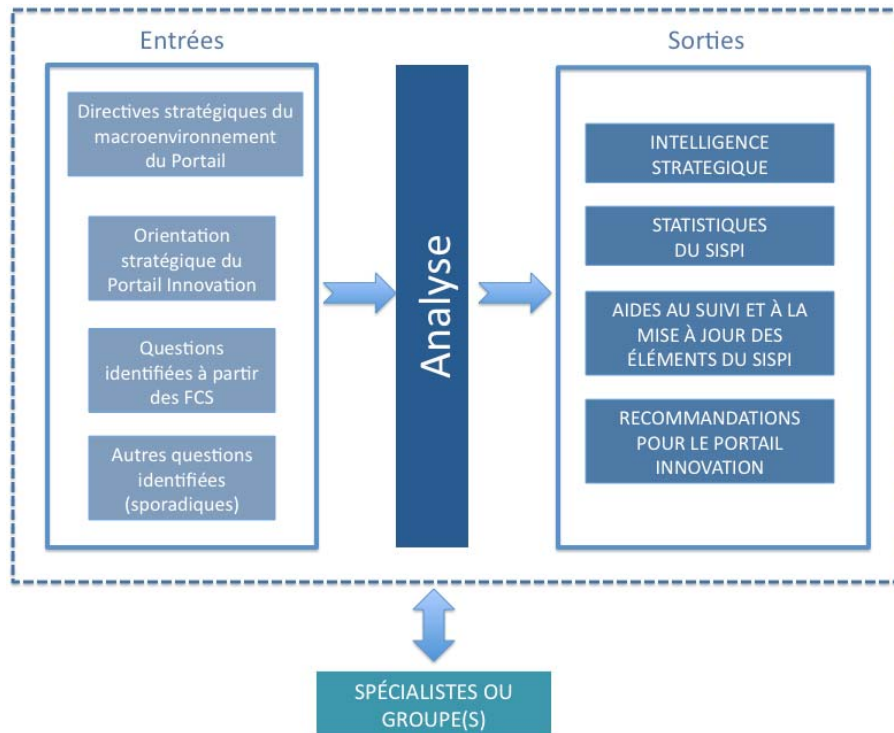 Entrées
Directives stratégiques du
macroenvironnement
du Portail
Orientation
stratégique du
Portail Innovation
Questions
identifiées à partir
des FCS
Autres questions
identifiées
(sporadiques)
Analyse
Sorties
INTELLIGENCE
STRATEGIQUE
STATISTIQUES
DU SISPI
AIDES AU SUIVI ET À LA
MISE À JOUR DES
ÉLÉMENTS DU SISPI
RECOMMANDATIONS
POUR LE PORTAIL
INNOVATION
SPÉCIALISTES OU
GROUPE(S)